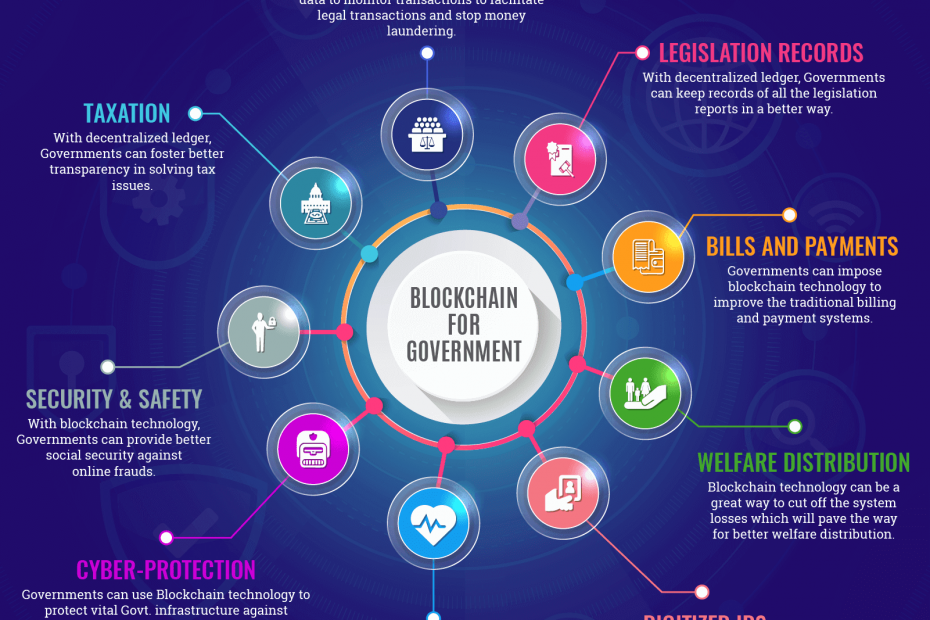 data to monitor transactions to facilitate
legal transactions and stop money
laundering.
LEGISLATION RECORDS
With decentralized ledger, Governments
can keep records of all the legislation
reports in a better way.
TAXATION
With decentralized ledger,
Governments can foster better
transparency in solving tax
issues.
BILLS AND PAYMENTS
Governments can impose
blockchain technology to
improve the traditional billing
and payment systems.
BLOCKCHAIN
FOR
GOVERNMENT
SECURITY & SAFETY
With blockchain technology,
Governments can provide better
social security against
online frauds.
WELFARE DISTRIBUTION
Blockchain technology can be a
great way to cut off the system
losses which will pave the way
for better welfare distribution.
CYBER-PROTECTION
Governments can use Blockchain technology to
protect vital Govt. infrastructure against